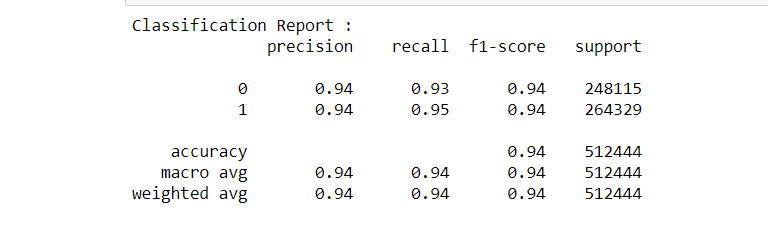 Classification Report :
precision recall f1-score support
0 0.94 0.93 0.94 248115
1 0.94 0.95 0.94 264329
accuracy 0.94 512444
macro avg 0.94 0.94 0.94 512444
weighted avg 0.94 0.94 0.94 512444